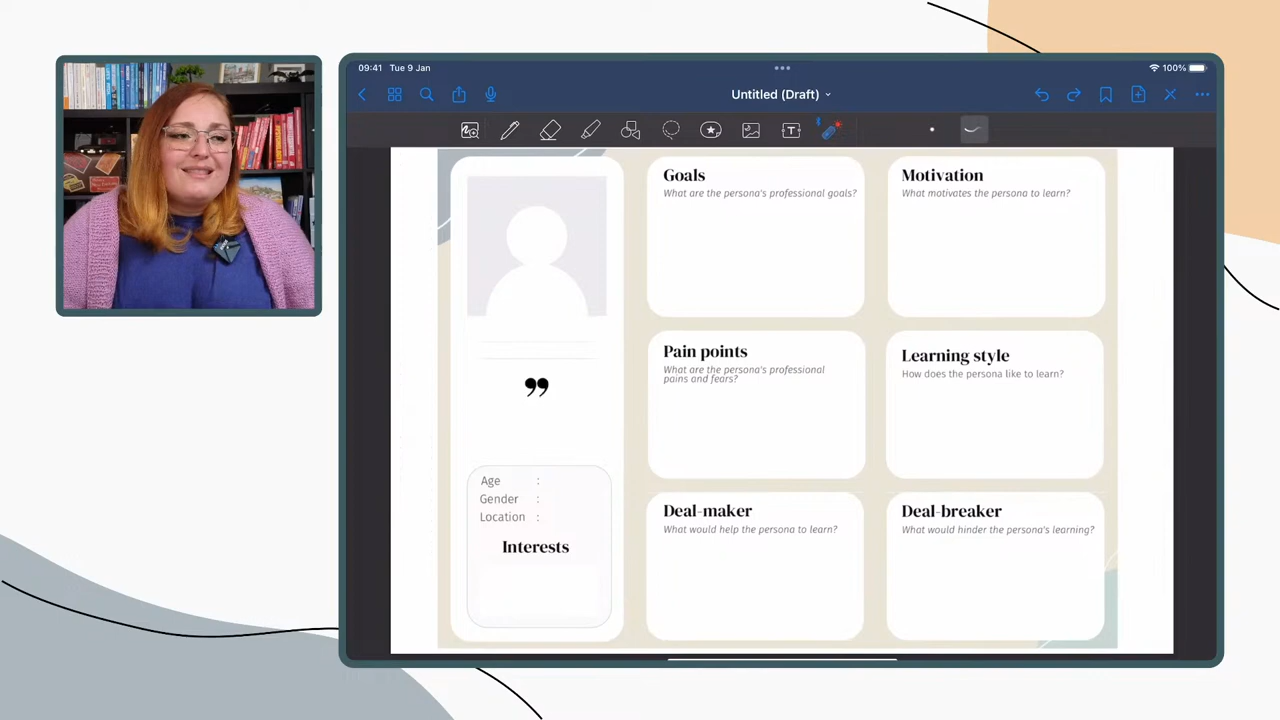 09:41 Tue 9 Jan
100%
Untitled (Draft)
T
Goals
What are the persona's professional goals?
Motivation
What motivates the persona to learn?
Pain points
What are the persona's professional
pains and fears?
Learning style
How does the persona like to learn?
”
Age :
Gender :
Location :
Interests
Deal-maker
What would help the persona to learn?
Deal-breaker
What would hinder the persona's learning?